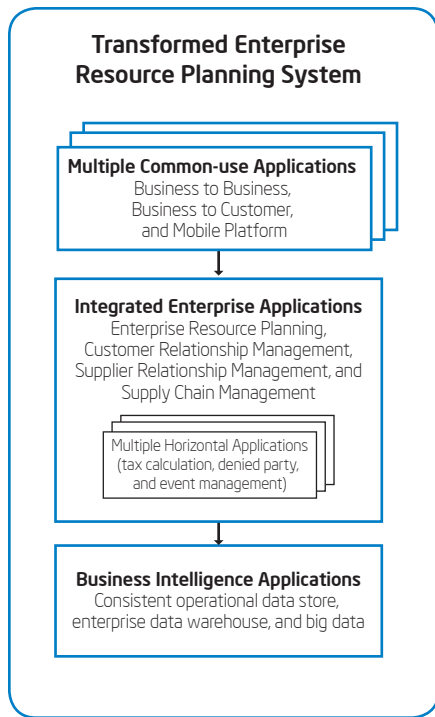 Transformed Enterprise
Resource Planning System
Multiple Common-use Applications
Business to Business,
Business to Customer,
and Mobile Platform
Integrated Enterprise Applications
Enterprise Resource Planning,
Customer Relationship Management,
Supplier Relationship Management, and
Supply Chain Management
Multiple Horizontal Applications
(tax calculation, denied party,
and event management)
Business Intelligence Applications
Consistent operational data store,
enterprise data warehouse, and big data